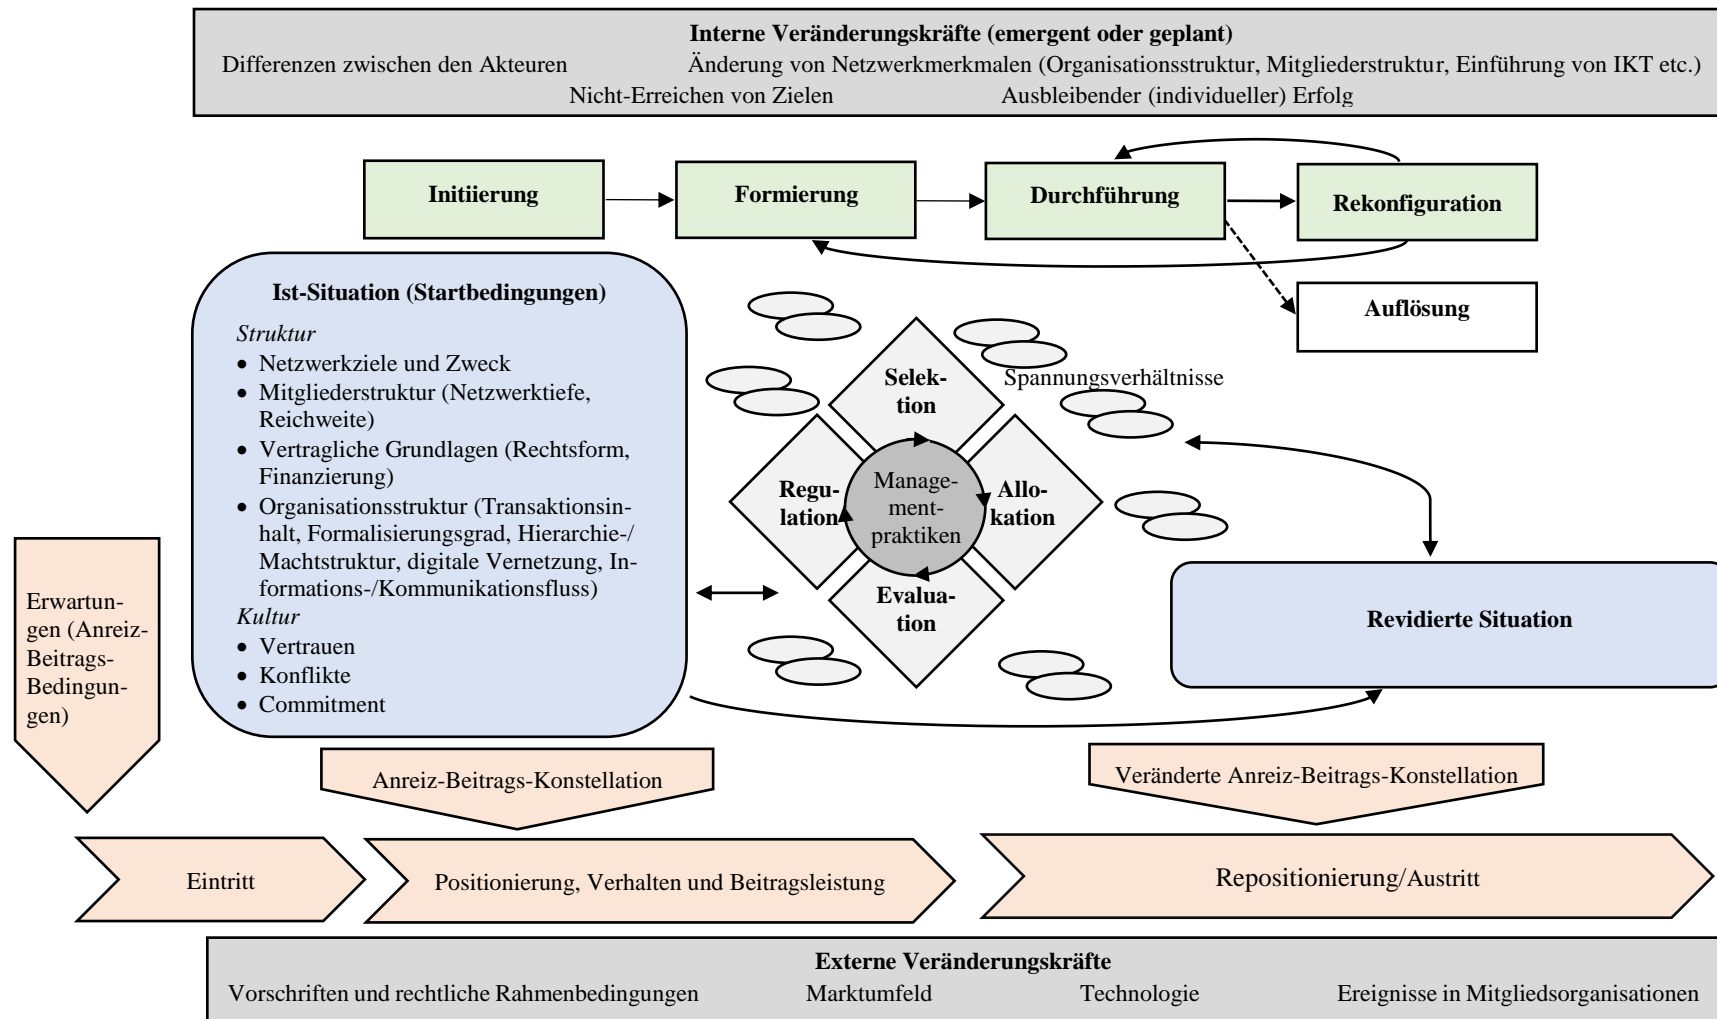 Interne Veränderungskräfte (emergent oder geplant)
Differenzen zwischen den Akteuren Änderung von Netzwerkmerkmalen (Organisationsstruktur, Mitgliederstruktur, Einführung von IKT etc.)
Nicht-Erreichen von Zielen Ausbleibender (individueller) Erfolg
Initiierung
Formierung
Durchführung
Rekonfiguration
Auflösung
Ist-Situation (Startbedingungen)
Struktur
• Netzwerkziele und Zweck
• Mitgliederstruktur (Netzwerktiefe,
Reichweite)
• Vertragliche Grundlagen (Rechtsform,
Finanzierung)
• Organisationsstruktur (Transaktionsin-
halt, Formalisierungsgrad, Hierarchie-/
Machtstruktur, digitale Vernetzung, In-
formations-/Kommunikationsfluss)
Kultur
• Vertrauen
• Konflikte
• Commitment
Spannungsverhältnisse
Selek-
tion
Regu-
lation
Manage-
ment-
praktiken
Allo-
kation
Evalua-
tion
Revidierte Situation
Erwartun-
gen (Anreiz-
Beitrags-
Bedingun-
gen)
Anreiz-Beitrags-Konstellation
Veränderte Anreiz-Beitrags-Konstellation
Eintritt
Positionierung, Verhalten und Beitragsleistung
Repositionierung/Austritt
Externe Veränderungskräfte
Vorschriften und rechtliche Rahmenbedingungen Marktumfeld Technologie Ereignisse in Mitgliedsorganisationen